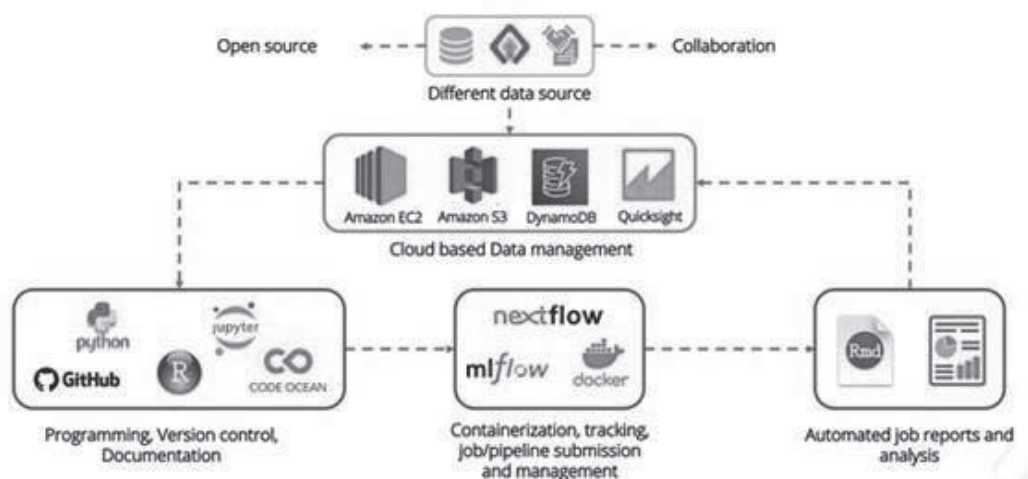 Open source
Collaboration
Different data source
Amazon EC2 Amazon S3 DynamoDB Quicksight
Cloud based Data management
python
jupyter
GitHub
R
CODE OCEAN
nextflow
mlflow
docker
Rmd
Programming, Version control,
Documentation
Containerization, tracking,
job/pipeline submission
and management
Automated job reports and
analysis